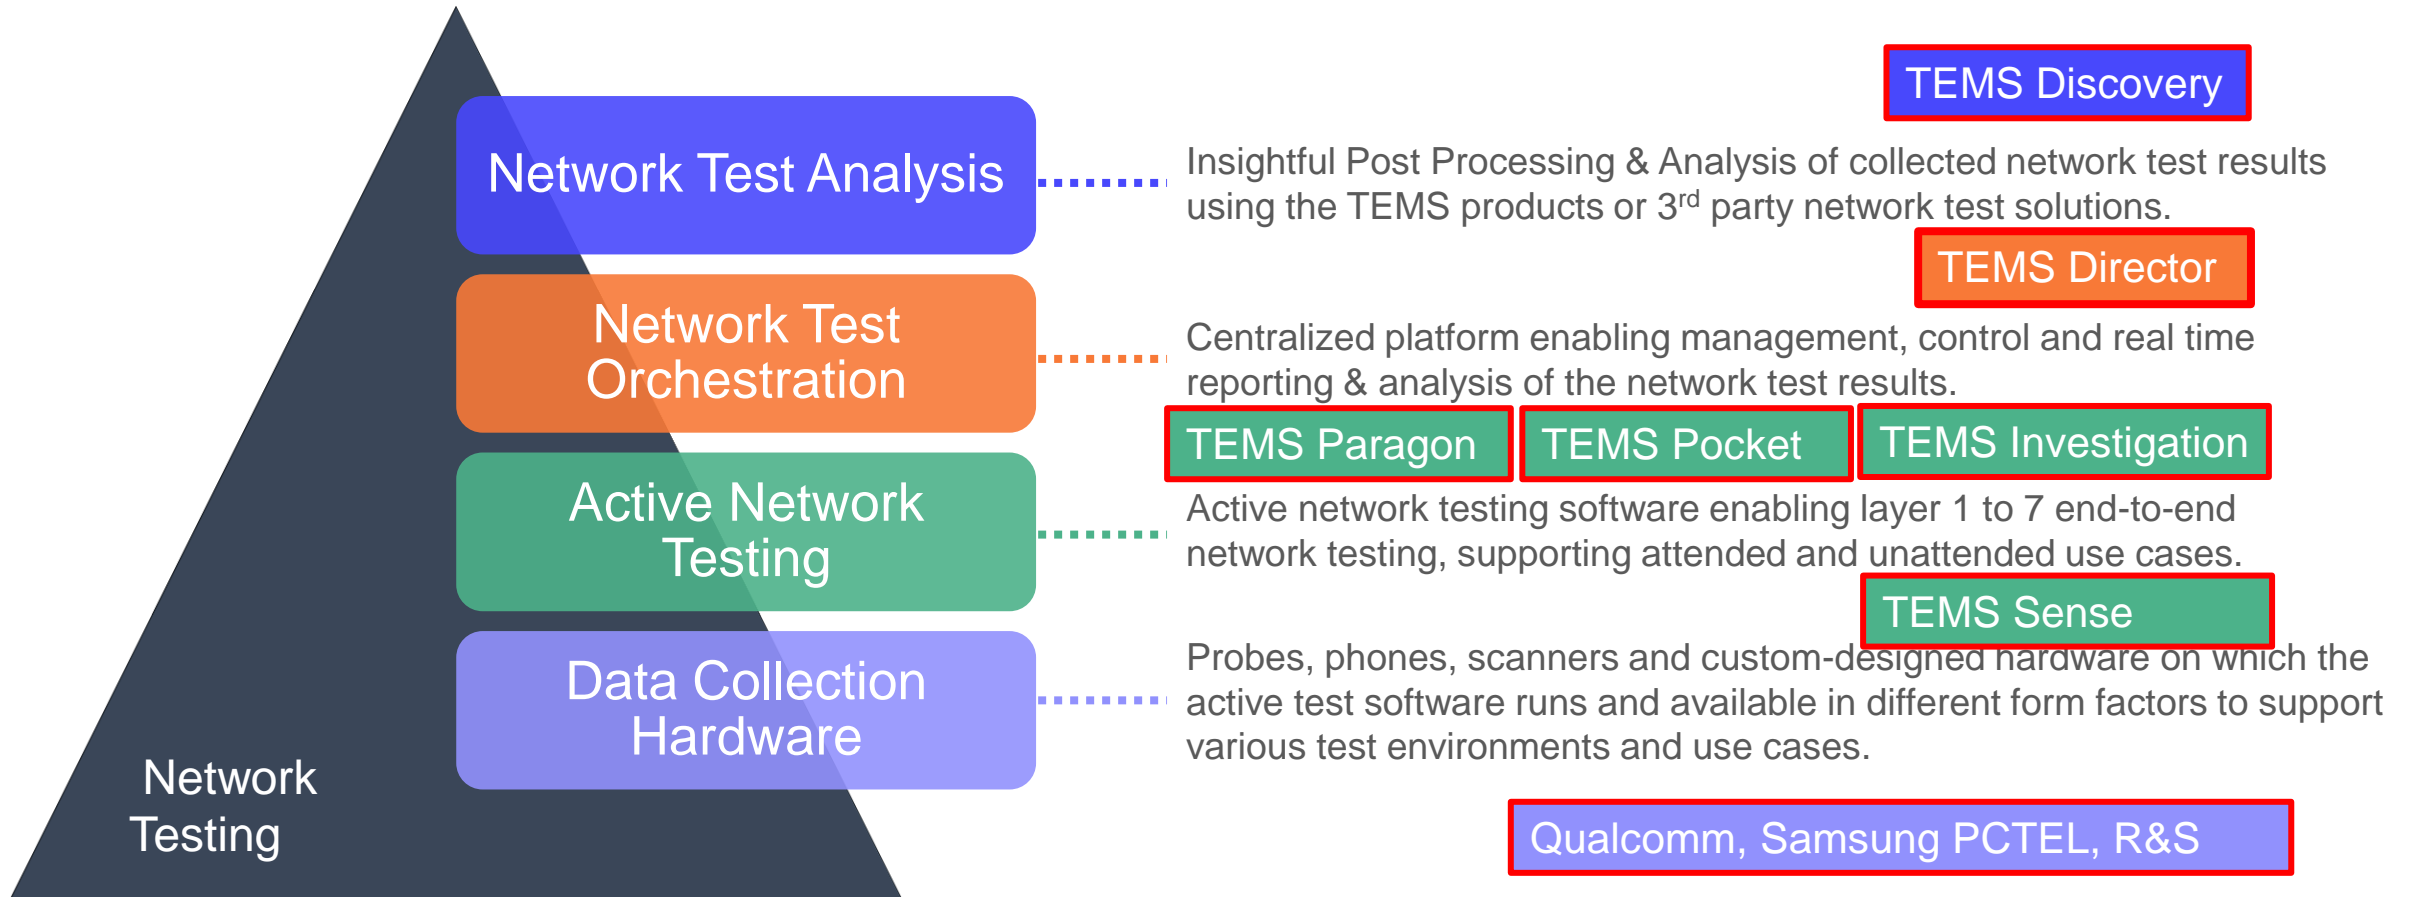 TEMS Discovery
Network Test Analysis
Insightful Post Processing & Analysis of collected network test results
using the TEMS products or 3rd party network test solutions.
TEMS Director
Network Test
Orchestration
Centralized platform enabling management, control and real time
reporting & analysis of the network test results.
TEMS Paragon
TEMS Pocket
TEMS Investigation
Active Network
Testing
Active network testing software enabling layer 1 to 7 end-to-end
network testing, supporting attended and unattended use cases.
TEMS Sense
Data Collection
Hardware
Probes, phones, scanners and custom-designed hardware on which the
active test software runs and available in different form factors to support
various test environments and use cases.
Network
Testing
Qualcomm, Samsung PCTEL, R&S